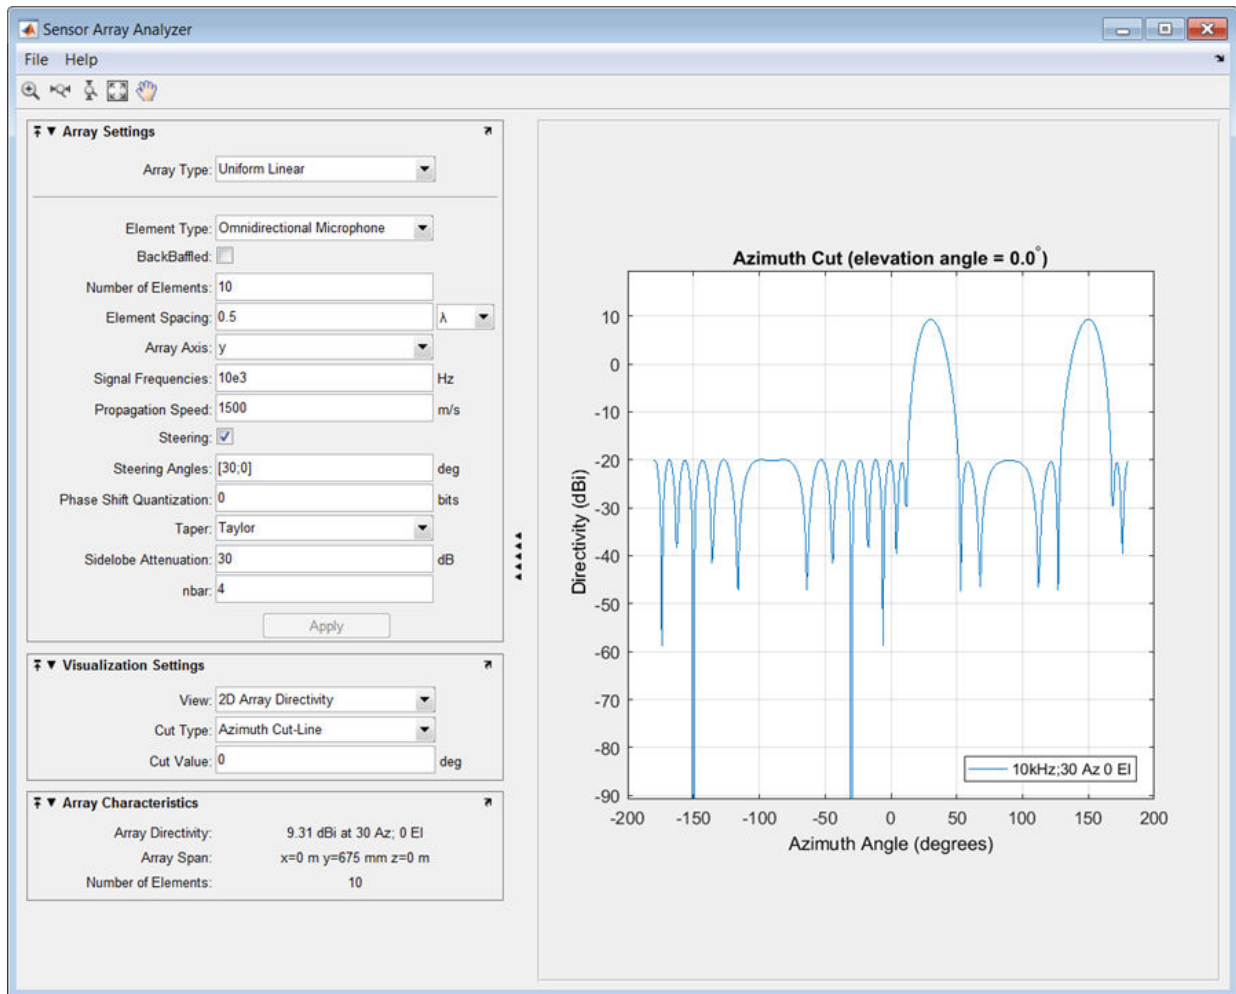 Sensor Array Analyzer
File Help
Array Settings
Array Type: Uniform Linear
Element Type: Omnidirectional Microphone
BackBaffled:
Number of Elements: 10
Element Spacing: 0.5 λ
Array Axis: y
Signal Frequencies: 10e3 Hz
Propagation Speed: 1500 m/s
Steering:
Steering Angles: [30;0] deg
Phase Shift Quantization: 0 bits
Taper: Taylor
Sidelobe Attenuation: 30 dB
nbar: 4
Apply
Visualization Settings
View: 2D Array Directivity
Cut Type: Azimuth Cut-Line
Cut Value: 0 deg
Array Characteristics
Array Directivity: 9.31 dBi at 30 Az; 0 El
Array Span: x=0 m y=675 mm z=0 m
Number of Elements: 10
Azimuth Cut (elevation angle = 0.0°)
Directivity (dBi)
10
0
-10
-20
-30
-40
-50
-60
-70
-80
-90
10kHz;30 Az 0 El
-200 -150 -100 -50 0 50 100 150 200
Azimuth Angle (degrees)